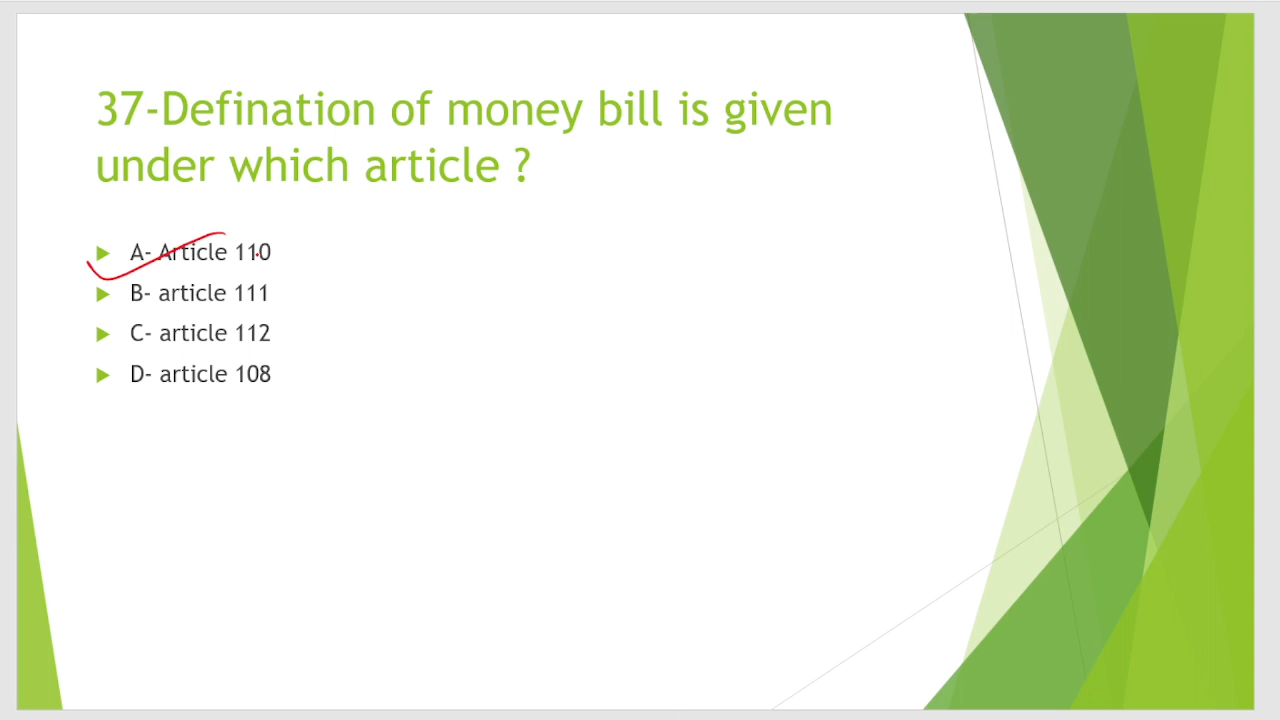 37-Defination of money bill is given
under which article ?
A- Article 110
B- article 111
C- article 112
D- article 108